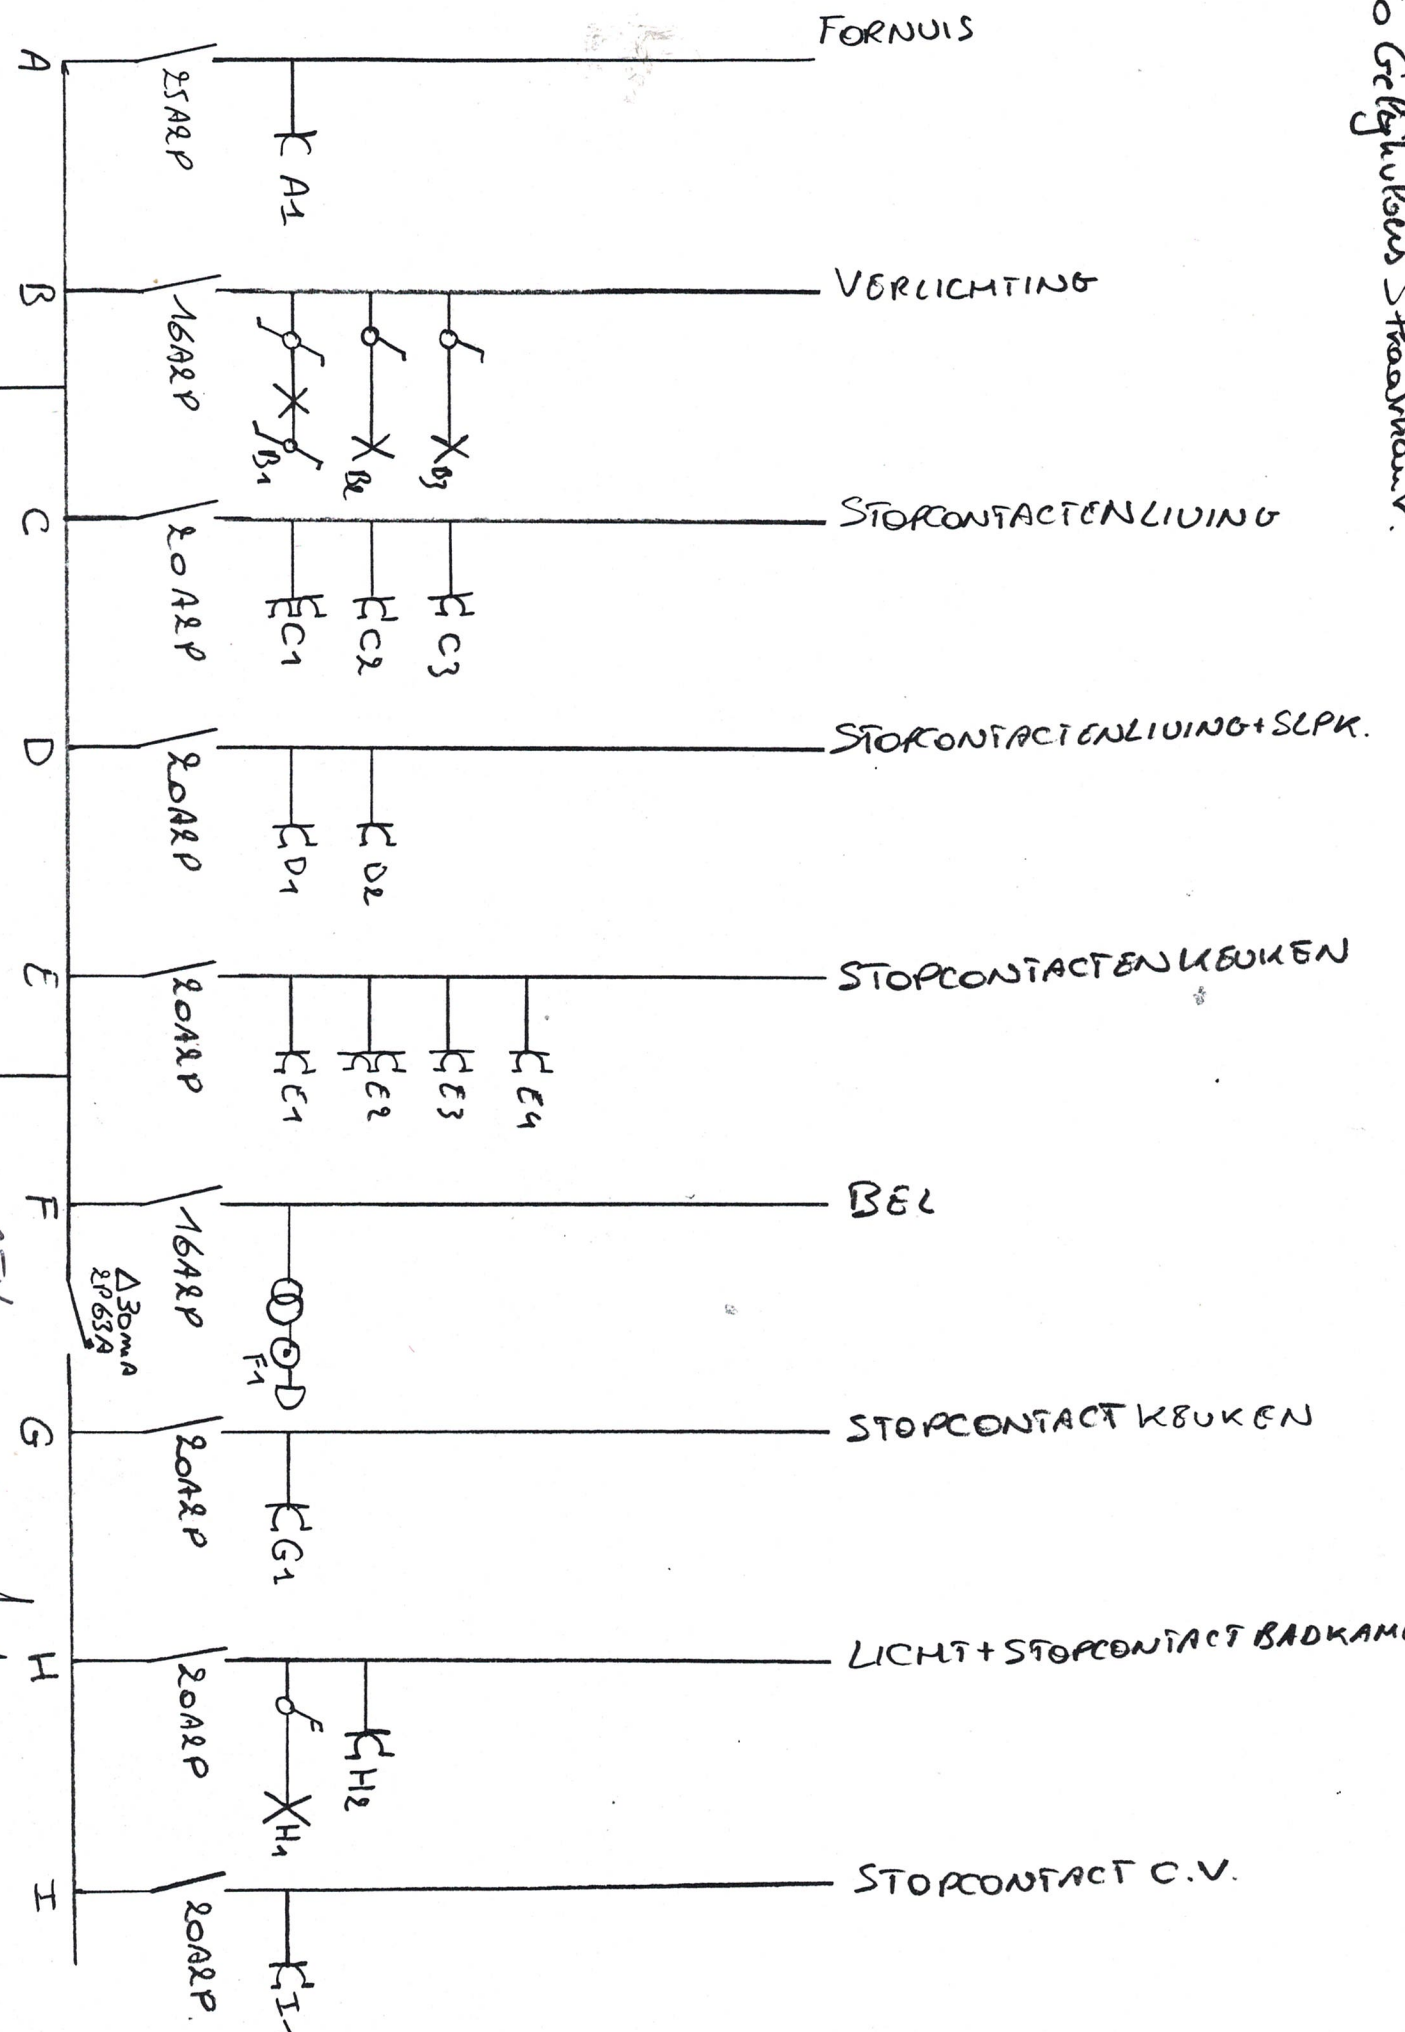 FORNUIS
A
25A2P
A1
VERLICHTING
B
16A2P
B1
B2
B3
STOPCONTACTEN LIVING
C
20A2P
C1
C2
C3
STOPCONTACTEN LIVING + SLPK.
D
20A2P
D1
D2
STOPCONTACTEN KEUKEN
E
20A2P
E1
E2
E3
E4
BEL
F
16A2P
F1
Δ30mA
2P63A
STOPCONTACT KEUKEN
G
20A2P
G1
LICHT + STOPCONTACT BADKAM
H
20A2P
H1
H2
STOPCONTACT C.V.
I
20A2P.